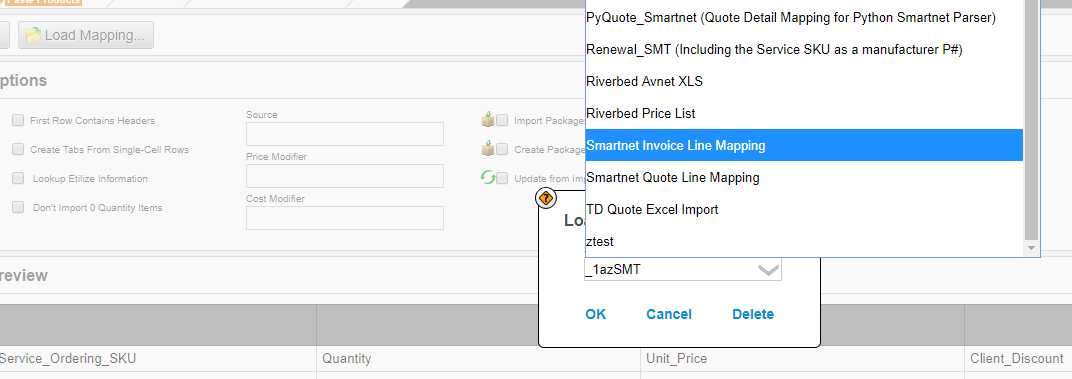 Paste Products
Load Mapping...
PyQuote_Smartnet (Quote Detail Mapping for Python Smartnet Parser)
Renewal_SMT (Including the Service SKU as a manufacturer P#)
Riverbed Avnet XLS
Riverbed Price List
Smartnet Invoice Line Mapping
Smartnet Quote Line Mapping
TD Quote Excel Import
ztest
ptions
First Row Contains Headers
Create Tabs From Single-Cell Rows
Lookup Etilize Information
Don't Import 0 Quantity Items
Source
Price Modifier
Cost Modifier
Import Package
Create Package
Update from Imp
Loa
_1azSMT
OK Cancel Delete
review
Service_Ordering_SKU Quantity Unit_Price Client_Discount